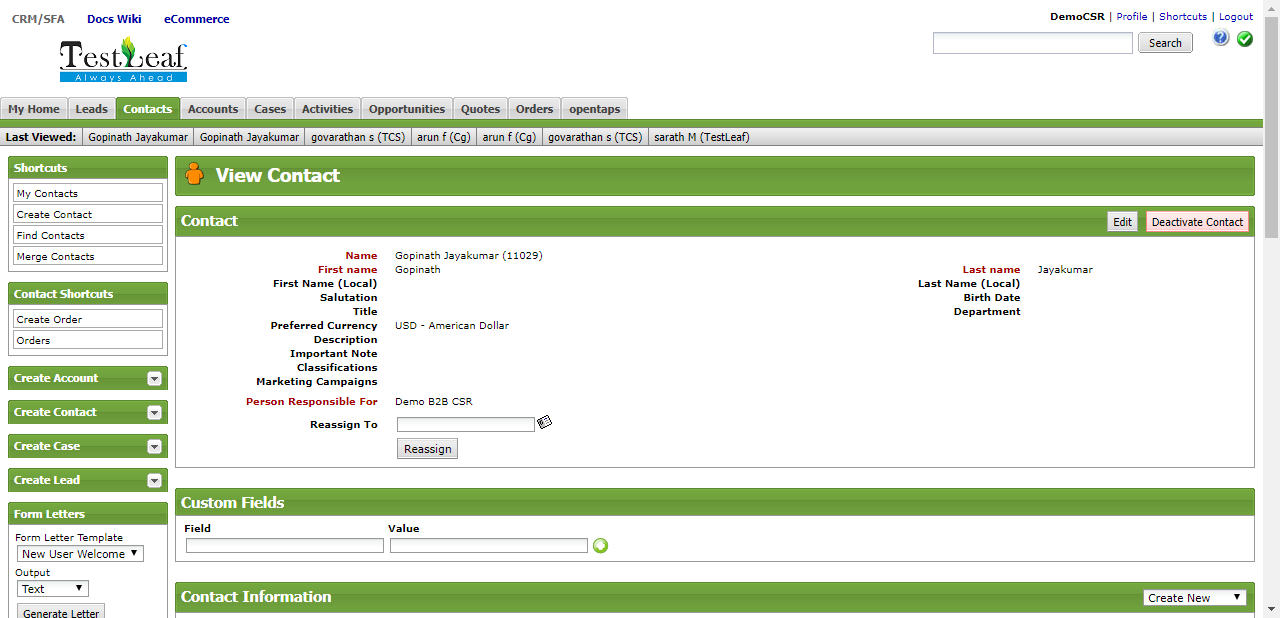 CRM/SFA Docs Wiki eCommerce
DemoCSR | Profile | Shortcuts | Logout
TestLeaf
Always Ahead
Search
My Home Leads Contacts Accounts Cases Activities Opportunities Quotes Orders opentaps
Last Viewed: Gopinath Jayakumar Gopinath Jayakumar govarathan s (TCS) arun f (Cg) arun f (Cg) govarathan s (TCS) sarath M (TestLeaf)
Shortcuts
My Contacts
Create Contact
Find Contacts
Merge Contacts
Contact Shortcuts
Create Order
Orders
Create Account
Create Contact
Create Case
Create Lead
Form Letters
Form Letter Template
New User Welcome
Output
Text
Generate Letter
View Contact
Contact Edit Deactivate Contact
Name Gopinath Jayakumar (11029)
First name Gopinath Last name Jayakumar
First Name (Local) Last Name (Local)
Salutation Birth Date
Title Department
Preferred Currency USD - American Dollar
Description
Important Note
Classifications
Marketing Campaigns
Person Responsible For Demo B2B CSR
Reassign To
Reassign
Custom Fields
Field Value
Contact Information Create New